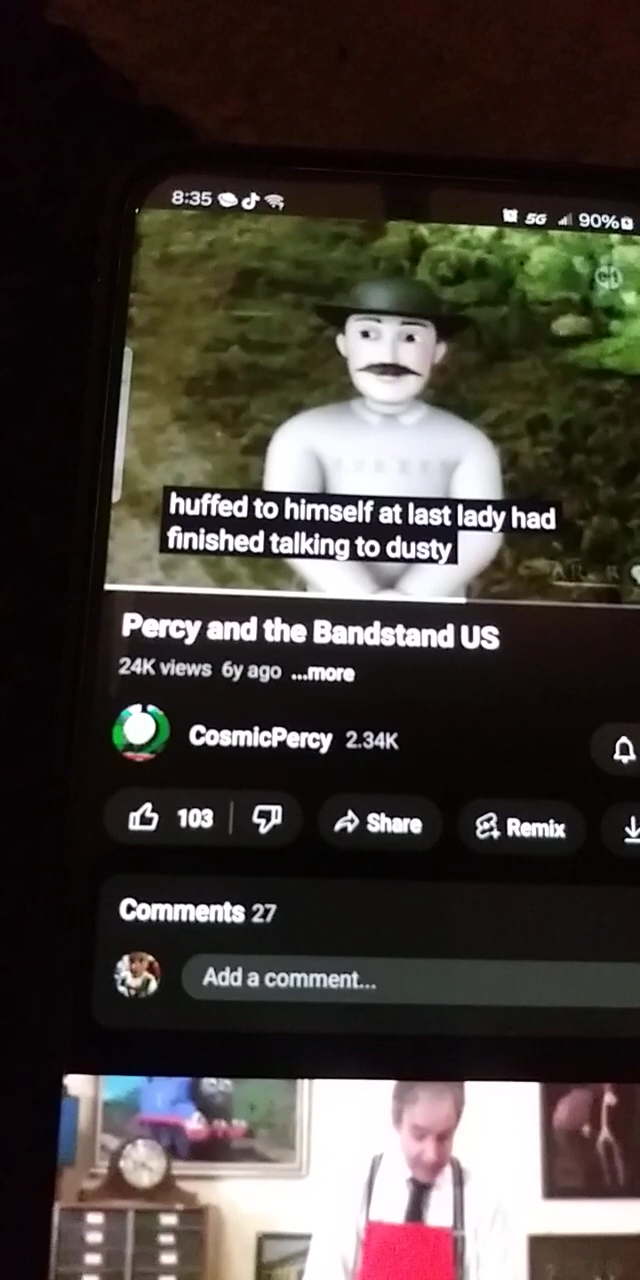 8:35
5G 90%
huffed to himself at last lady had
finished talking to dusty
Percy and the Bandstand US
24K views 6y ago ...more
CosmicPercy 2.34K
103 Share Remix
Comments 27
Add a comment...